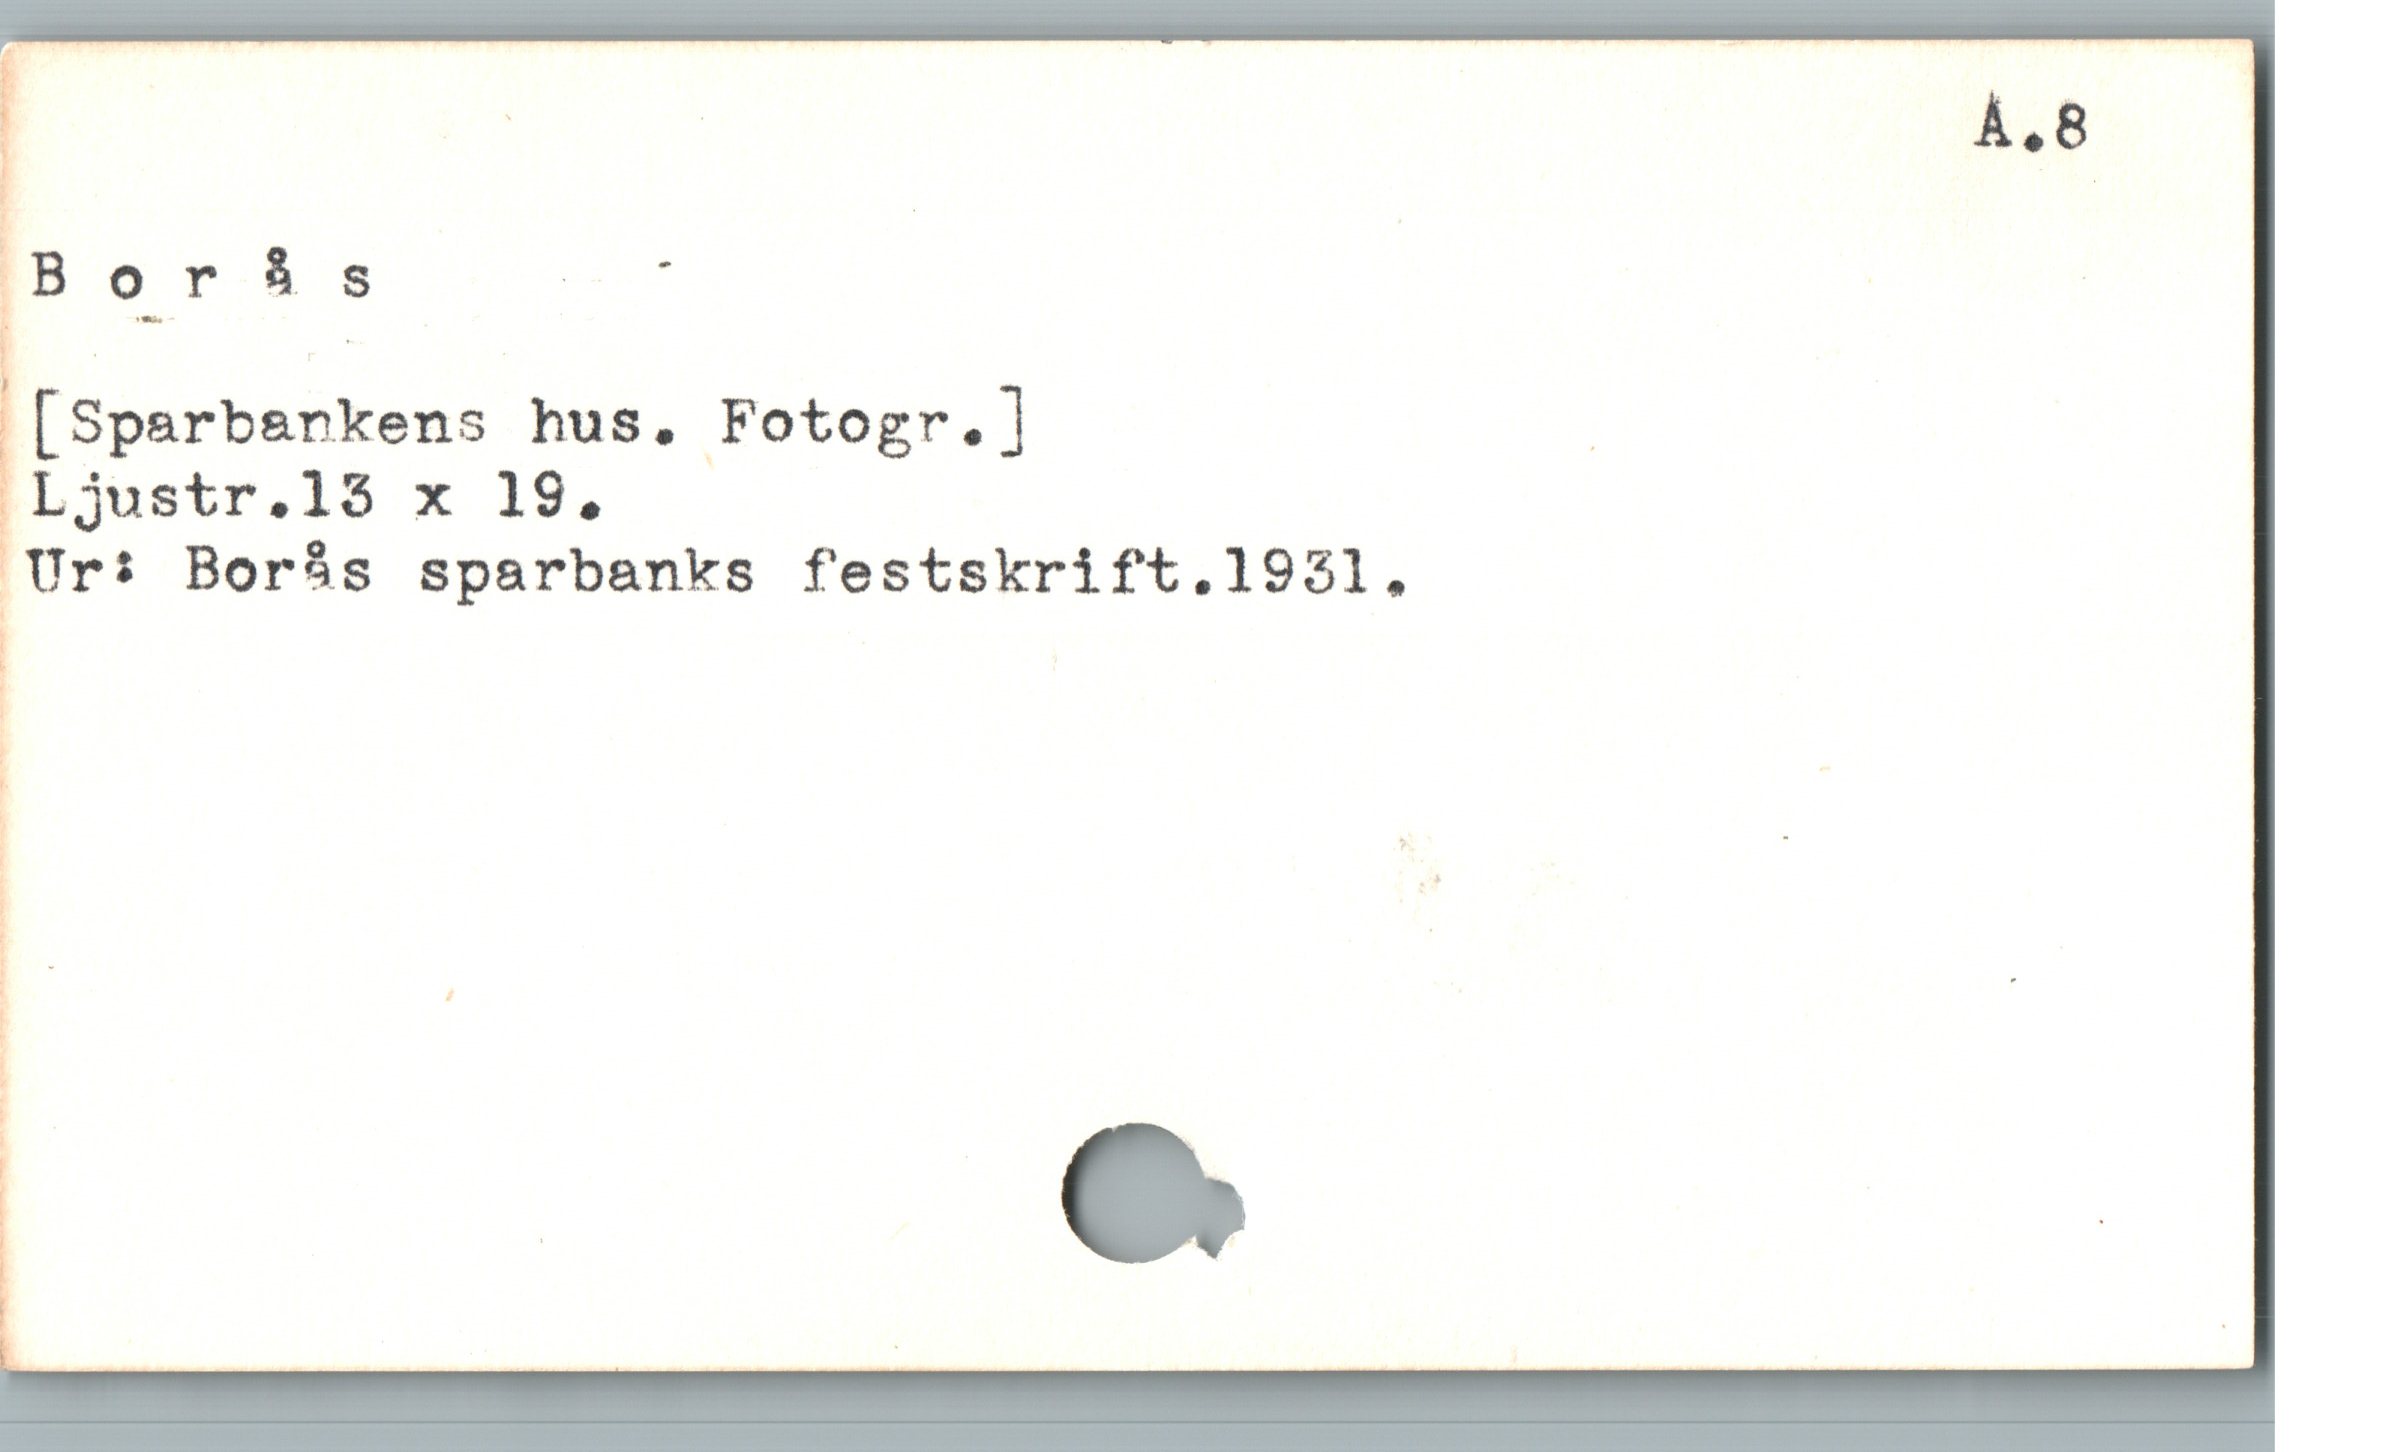 A.8
B o r å s
[Sparbankens hus. Fotogr.]
Ljustr.13 x 19.
Ur: Borås sparbanks festskrift.1931.